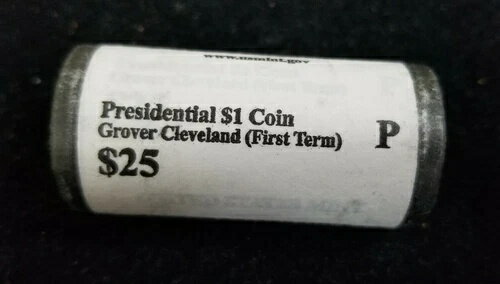 www.usmint.gov
Presidential $1 Coin
Grover Cleveland (First Term)
$25
P